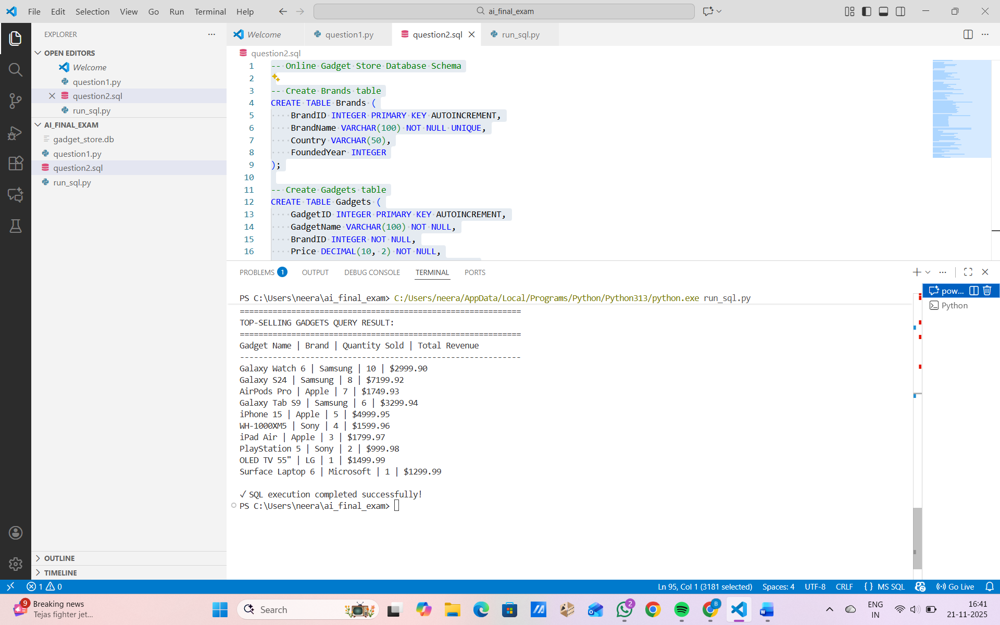 File Edit Selection View Go Run Terminal Help
ai_final_exam
EXPLORER
OPEN EDITORS
Welcome
question1.py
question2.sql
run_sql.py
AI_FINAL_EXAM
gadget_store.db
question1.py
question2.sql
run_sql.py
OUTLINE
TIMELINE
Welcome question1.py question2.sql run_sql.py
question2.sql
1 -- Online Gadget Store Database Schema
2
3 -- Create Brands table
4 CREATE TABLE Brands (
5 BrandID INTEGER PRIMARY KEY AUTOINCREMENT,
6 BrandName VARCHAR(100) NOT NULL UNIQUE,
7 Country VARCHAR(50),
8 FoundedYear INTEGER
9 );
10
11 -- Create Gadgets table
12 CREATE TABLE Gadgets (
13 GadgetID INTEGER PRIMARY KEY AUTOINCREMENT,
14 GadgetName VARCHAR(100) NOT NULL,
15 BrandID INTEGER NOT NULL,
16 Price DECIMAL(10, 2) NOT NULL,
PROBLEMS 1 OUTPUT DEBUG CONSOLE TERMINAL PORTS
PS C:\Users\neera\ai_final_exam> C:/Users/neera/AppData/Local/Programs/Python/Python313/python.exe run_sql.py
============================================================
TOP-SELLING GADGETS QUERY RESULT:
============================================================
Gadget Name | Brand | Quantity Sold | Total Revenue
------------------------------------------------------------
Galaxy Watch 6 | Samsung | 10 | $2999.90
Galaxy S24 | Samsung | 8 | $7199.92
AirPods Pro | Apple | 7 | $1749.93
Galaxy Tab S9 | Samsung | 6 | $3299.94
iPhone 15 | Apple | 5 | $4999.95
WH-1000XM5 | Sony | 4 | $1599.96
iPad Air | Apple | 3 | $1799.97
PlayStation 5 | Sony | 2 | $999.98
OLED TV 55" | LG | 1 | $1499.99
Surface Laptop 6 | Microsoft | 1 | $1299.99
✓ SQL execution completed successfully!
PS C:\Users\neera\ai_final_exam>
pow...
Python
1 0
Ln 95, Col 1 (3181 selected) Spaces: 4 UTF-8 CRLF { } MS SQL Go Live
9
Breaking news
Tejas fighter jet...
Search
2
B
ENG
IN
16:41
21-11-2025